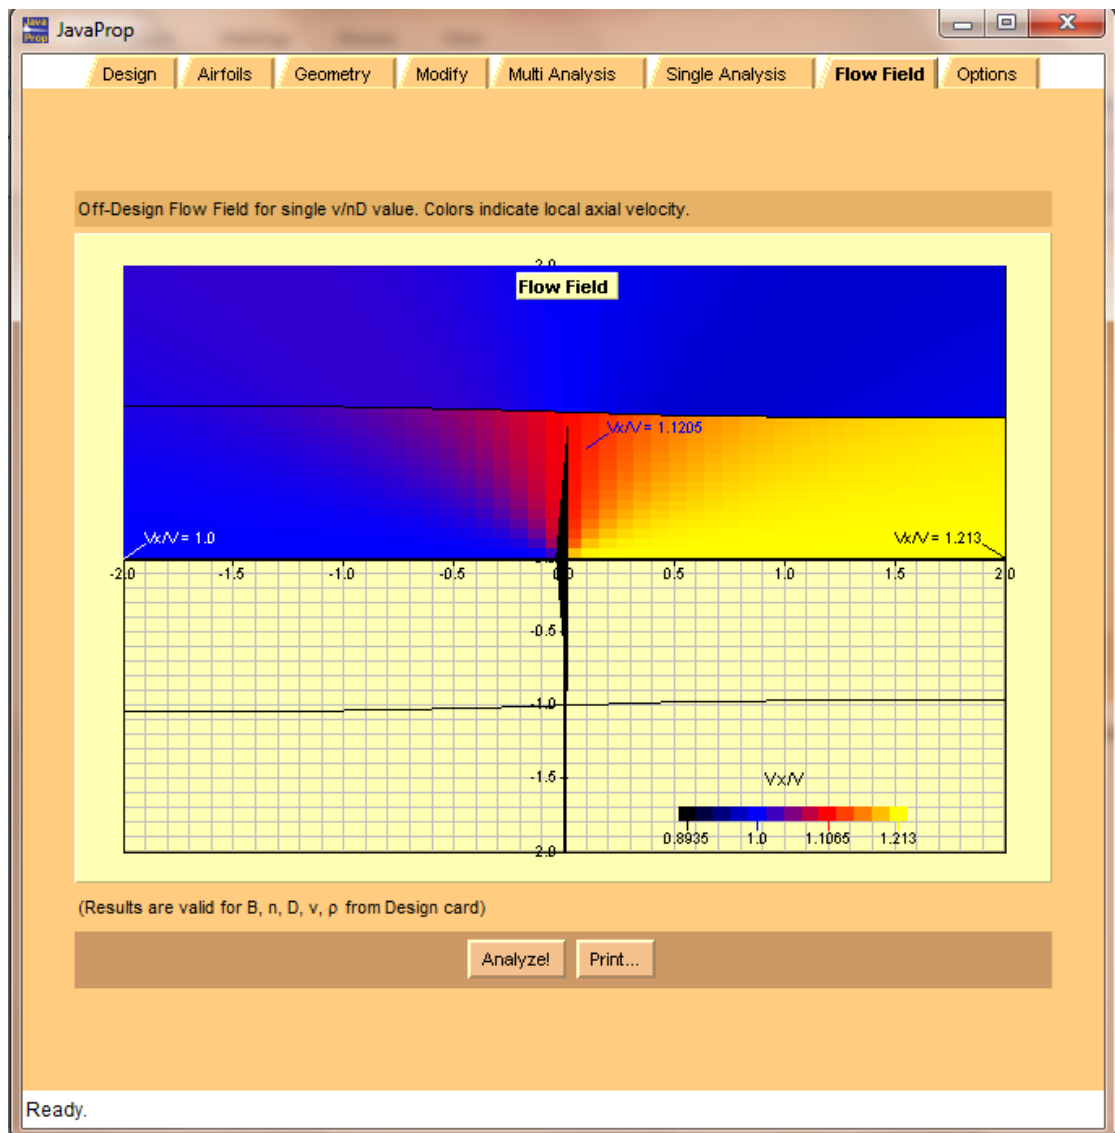 JavaProp
Design Airfoils Geometry Modify Multi Analysis Single Analysis Flow Field Options
Off-Design Flow Field for single v/nD value. Colors indicate local axial velocity.
Flow Field
Vx/V = 1.1205
Vx/V = 1.0
Vx/V = 1.213
-2.0 -1.5 -1.0 -0.5 0.5 1.0 1.5 2.0
-0.5
-1.0
-1.5
Vx/V
0.8935 1.0 1.1065 1.213
2.0
(Results are valid for B, n, D, v, ρ from Design card)
Analyze! Print...
Ready.